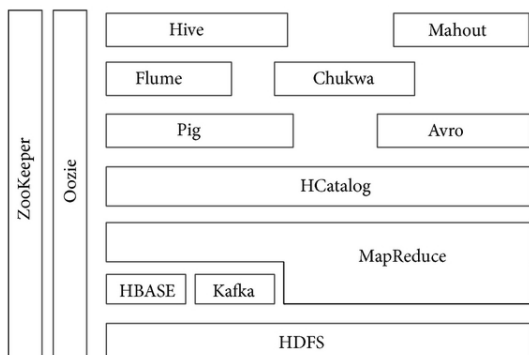 ZooKeeper
Oozie
Hive
Mahout
Flume
Chukwa
Pig
Avro
HCatalog
MapReduce
HBASE
Kafka
HDFS